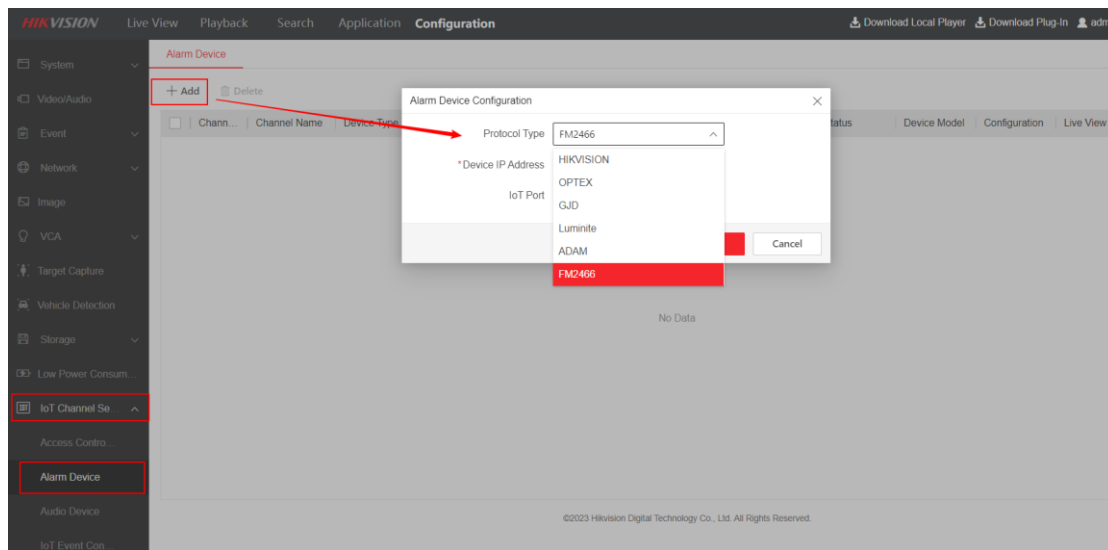 HIKVISION Live View Playback Search Application Configuration Download Local Player Download Plug-In adm
System
Video/Audio
Event
Network
Image
VCA
Target Capture
Vehicle Detection
Storage
Low Power Consum...
IoT Channel Se...
Access Contro...
Alarm Device
Audio Device
IoT Event Con...
Alarm Device
Add Delete
Chann... Channel Name Device Type tatus Device Model Configuration Live View
Alarm Device Configuration
Protocol Type FM2466
*Device IP Address
IoT Port
HIKVISION
OPTEX
GJD
Luminite
ADAM
FM2466
Cancel
No Data
©2023 Hikvision Digital Technology Co., Ltd. All Rights Reserved.